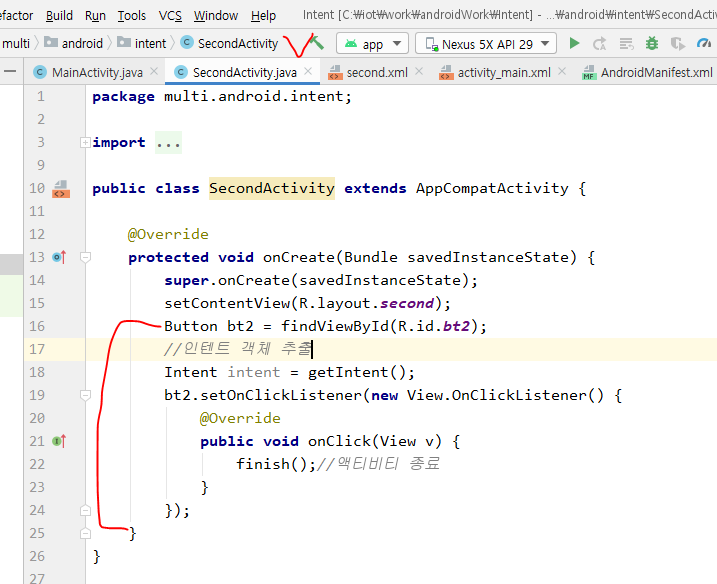 efactor Build Run Tools VCS Window Help Intent [C:₩iot₩work₩androidWork₩Intent] - ...₩android₩intent₩SecondActiv
multi android intent SecondActivity app Nexus 5X API 29
MainActivity.java SecondActivity.java second.xml activity_main.xml AndroidManifest.xml
1 package multi.android.intent;
2
3 import ...
9
10 public class SecondActivity extends AppCompatActivity {
11
12 @Override
13 protected void onCreate(Bundle savedInstanceState) {
14 super.onCreate(savedInstanceState);
15 setContentView(R.layout.second);
16 Button bt2 = findViewById(R.id.bt2);
17 //인텐트 객체 추출
18 Intent intent = getIntent();
19 bt2.setOnClickListener(new View.OnClickListener() {
20 @Override
21 public void onClick(View v) {
22 finish();//액티비티 종료
23 }
24 });
25 }
26 }
27